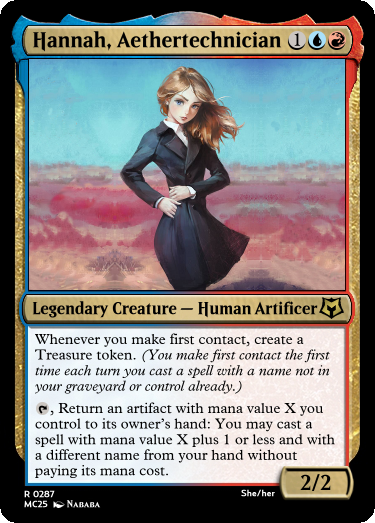 Hannah, Aethertechnician 1
Legendary Creature — Human Artificer
Whenever you make first contact, create a
Treasure token. (You make first contact the first
time each turn you cast a spell with a name not in
your graveyard or control already.)
, Return an artifact with mana value X you
control to its owner's hand: You may cast a
spell with mana value X plus 1 or less and with
a different name from your hand without
paying its mana cost.
2/2
R 0287
She/her
MC25 Nababa